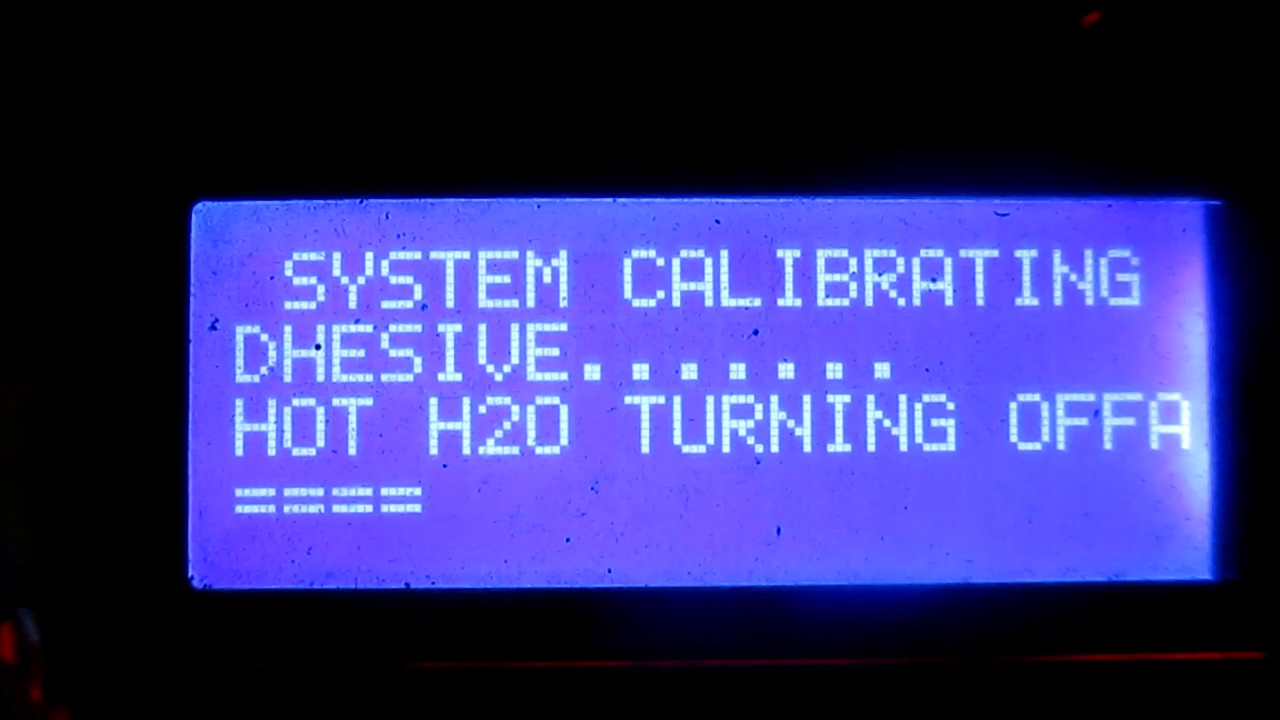 SYSTEM CALIBRATING
DHESIVE.......
HOT H2O TURNING OFFA
====